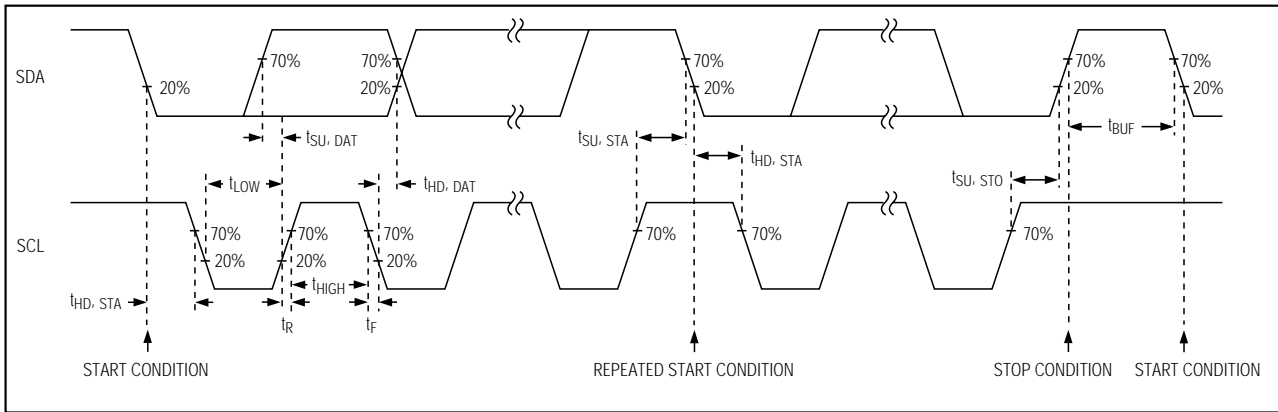 SDA
20%
70%
70%
20%
70%
20%
70%
20%
70%
20%
tSU, DAT
tSU, STA
tBUF
tHD, STA
tLOW
tHD, DAT
tSU, STO
SCL
70%
20%
70%
20%
70%
20%
70%
70%
70%
tHIGH
tHD, STA
tR
tF
START CONDITION
REPEATED START CONDITION
STOP CONDITION
START CONDITION